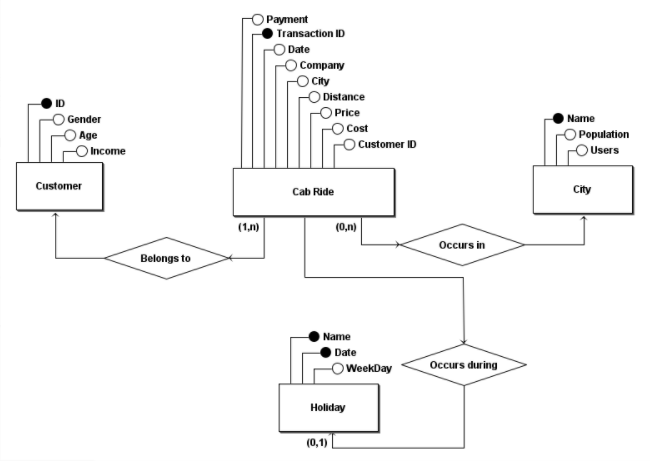 Payment
Transaction ID
Date
Company
City
Distance
Price
Cost
Customer ID
Cab Ride
ID
Gender
Age
Income
Customer
Name
Population
Users
City
(1,n)
(0,n)
Belongs to
Occurs in
Occurs during
Name
Date
WeekDay
Holiday
(0,1)